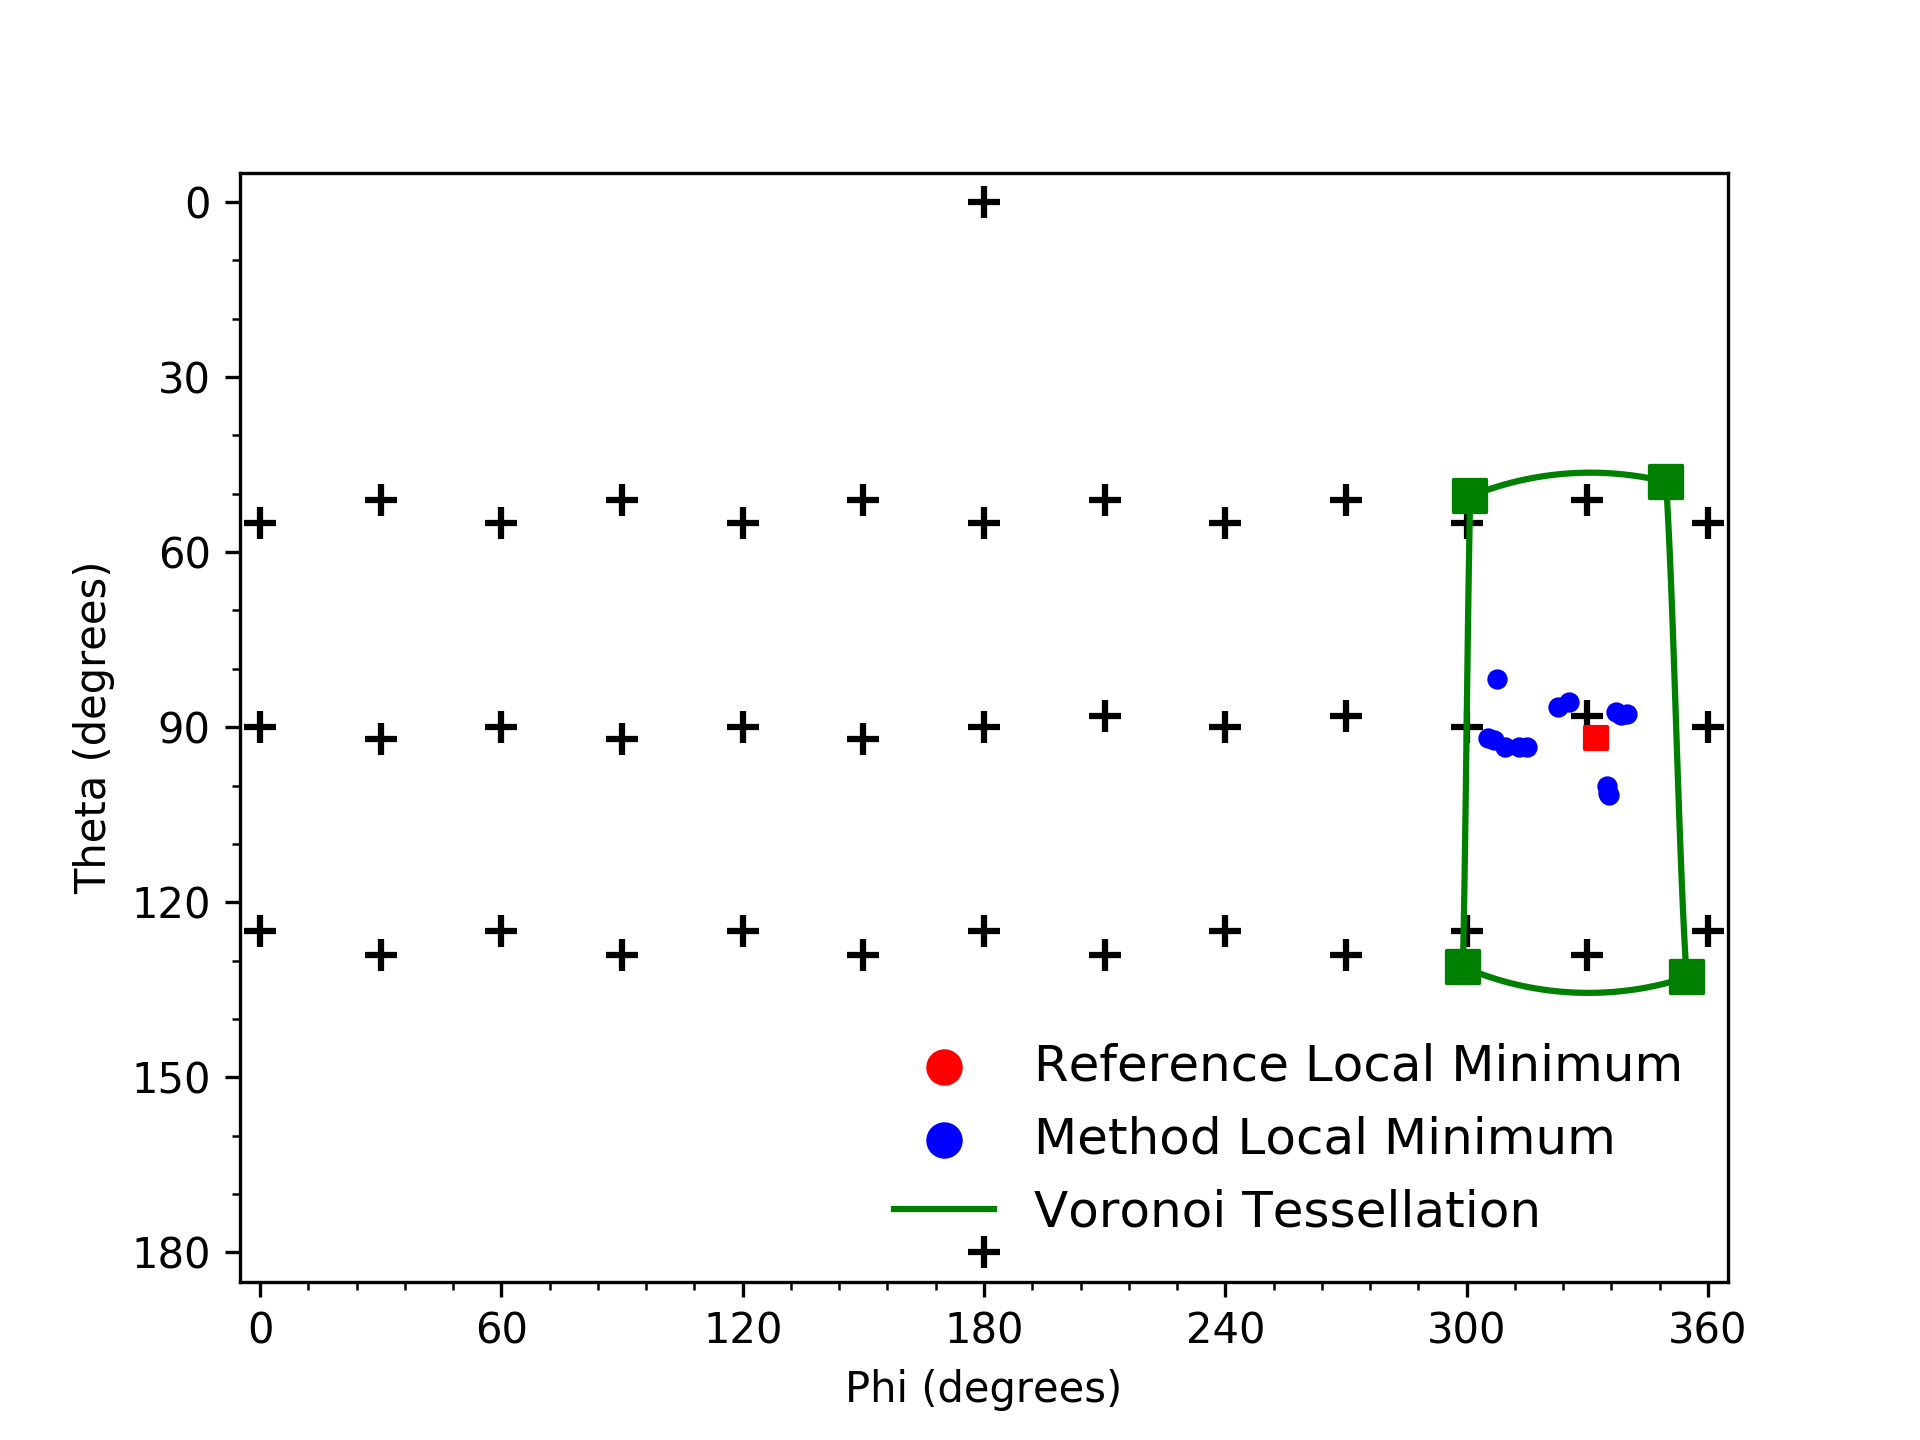 0
30
60
90
120
150
180
Theta (degrees)
Reference Local Minimum
Method Local Minimum
Voronoi Tessellation
0 60 120 180 240 300 360
Phi (degrees)